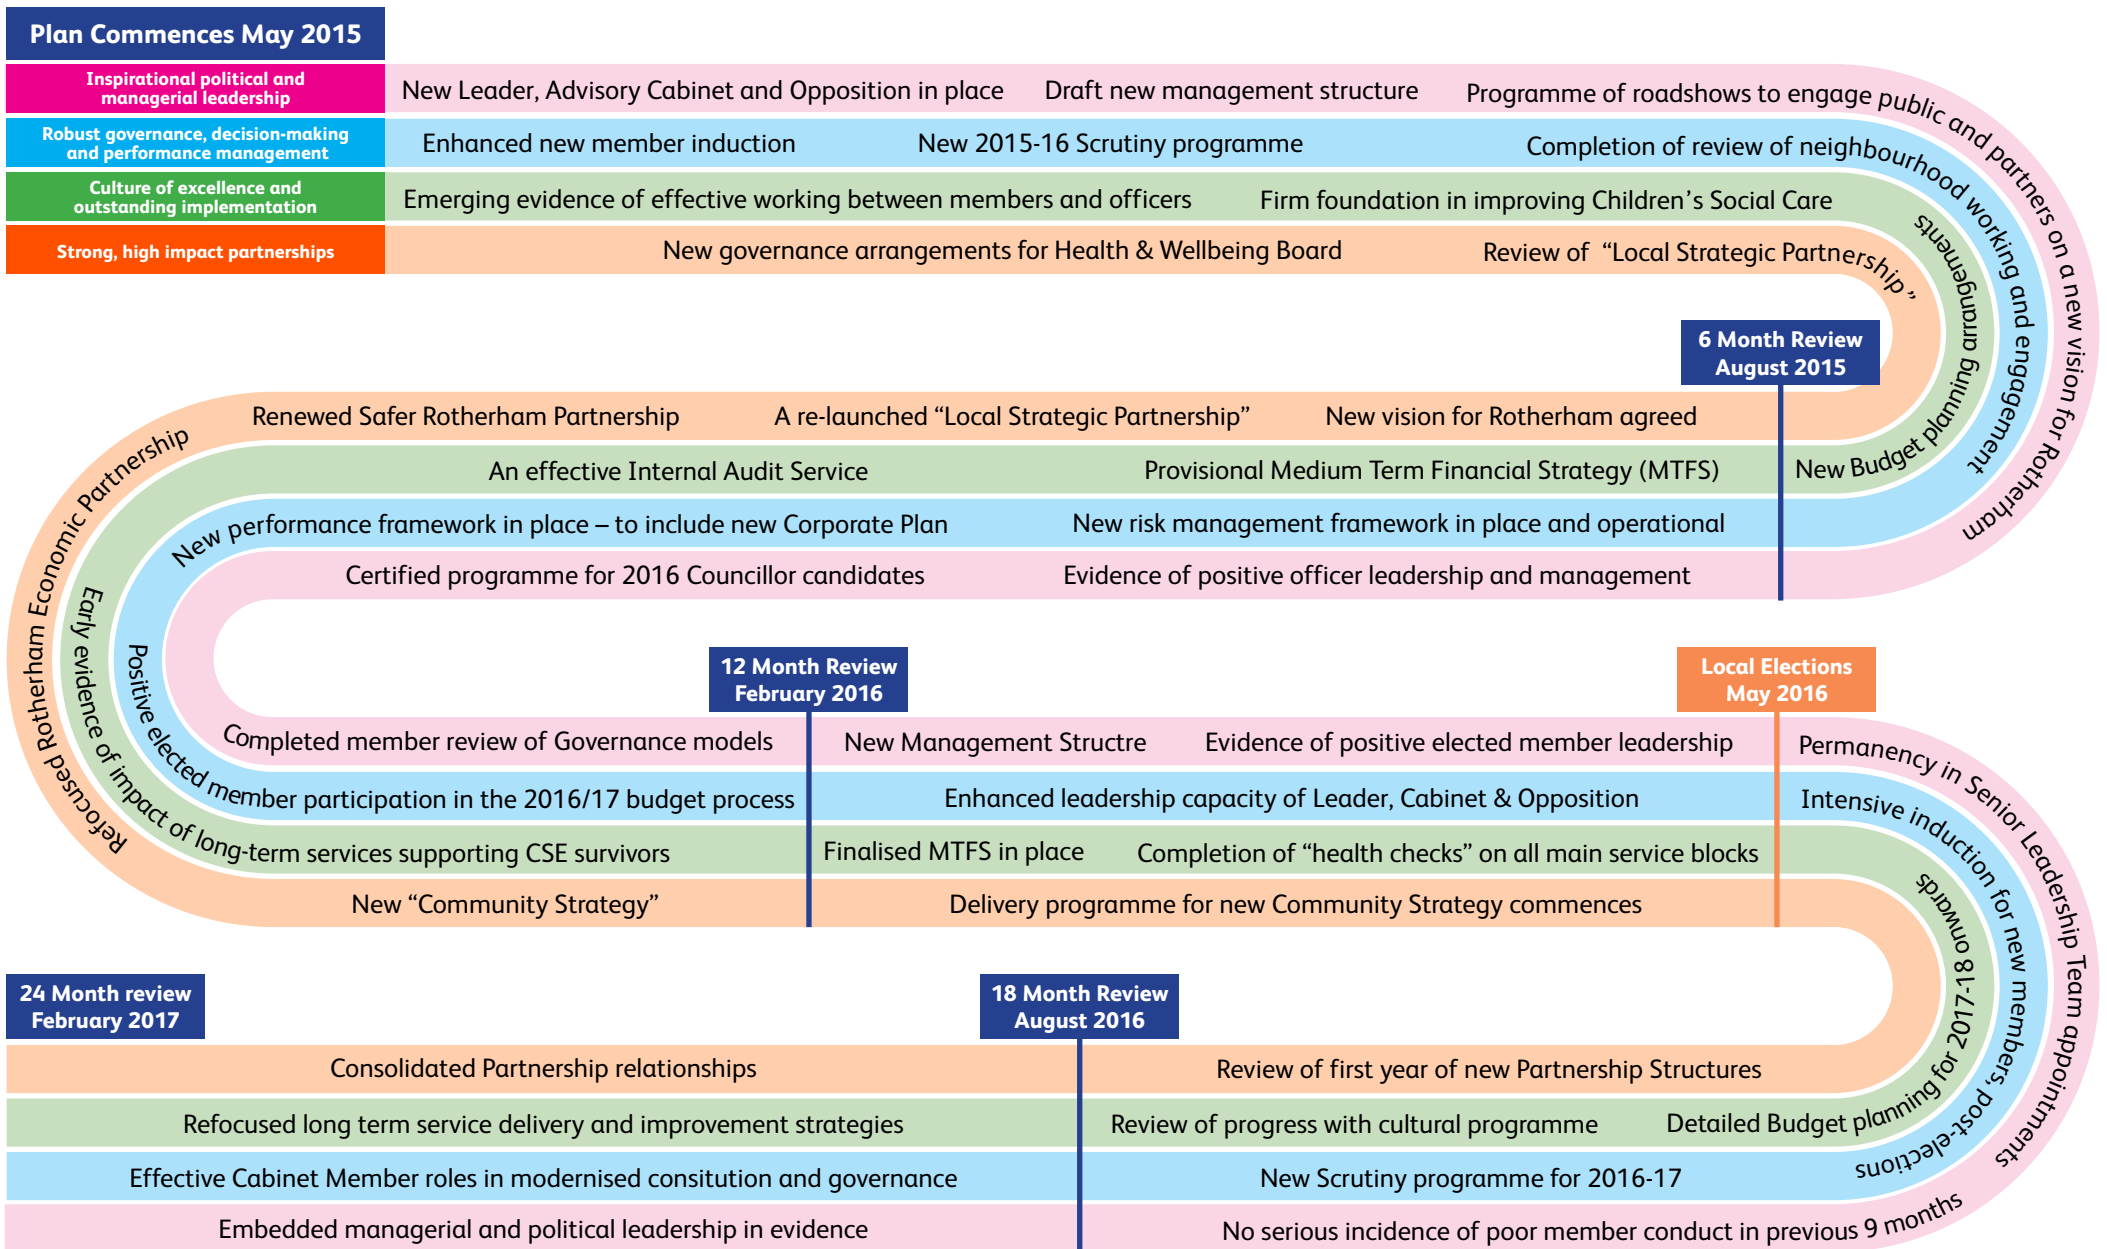 Plan Commences May 2015
Inspirational political and
managerial leadership
New Leader, Advisory Cabinet and Opposition in place
Draft new management structure
Programme of roadshows to engage public and partners on a new vision for Rotherham
Robust governance, decision-making
and performance management
Enhanced new member induction
New 2015-16 Scrutiny programme
Completion of review of neighbourhood working and engagement
Culture of excellence and
outstanding implementation
Emerging evidence of effective working between members and officers
Firm foundation in improving Children's Social Care
New Budget planning arrangements
Strong, high impact partnerships
New governance arrangements for Health & Wellbeing Board
Review of “Local Strategic Partnership”
6 Month Review
August 2015
Renewed Safer Rotherham Partnership
A re-launched “Local Strategic Partnership”
New vision for Rotherham agreed
An effective Internal Audit Service
Provisional Medium Term Financial Strategy (MTFS)
New performance framework in place – to include new Corporate Plan
New risk management framework in place and operational
Certified programme for 2016 Councillor candidates
Evidence of positive officer leadership and management
Refocused Rotherham Economic Partnership
Early evidence of impact of long-term services supporting CSE survivors
Positive elected member participation in the 2016/17 budget process
12 Month Review
February 2016
Local Elections
May 2016
Completed member review of Governance models
New Management Structre
Evidence of positive elected member leadership
Permanency in Senior Leadership Team appointments
Enhanced leadership capacity of Leader, Cabinet & Opposition
Intensive induction for new members, post-elections
Finalised MTFS in place
Completion of “health checks” on all main service blocks
New “Community Strategy”
Delivery programme for new Community Strategy commences
24 Month review
February 2017
18 Month Review
August 2016
Consolidated Partnership relationships
Review of first year of new Partnership Structures
Refocused long term service delivery and improvement strategies
Review of progress with cultural programme
Detailed Budget planning for 2017-18 onwards
Effective Cabinet Member roles in modernised consitution and governance
New Scrutiny programme for 2016-17
Embedded managerial and political leadership in evidence
No serious incidence of poor member conduct in previous 9 months